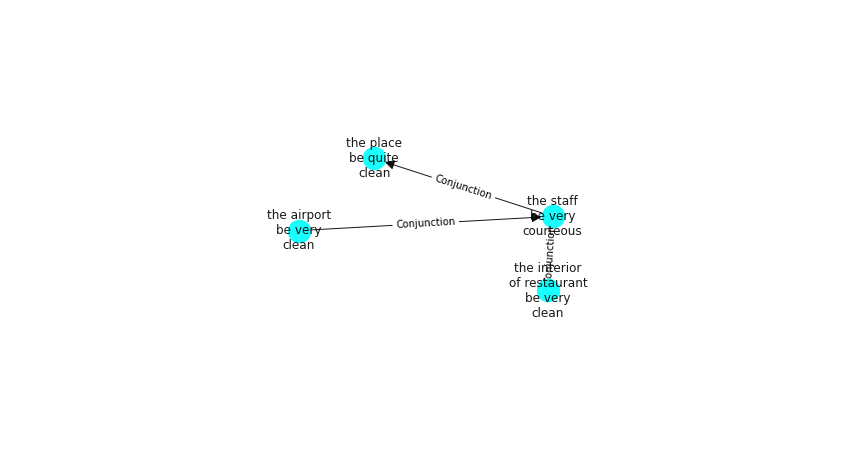 the place
be quite
clean
Conjunction
the staff
be very
courteous
the airport
be very
clean
Conjunction
Conjunction
the interior
of restaurant
be very
clean